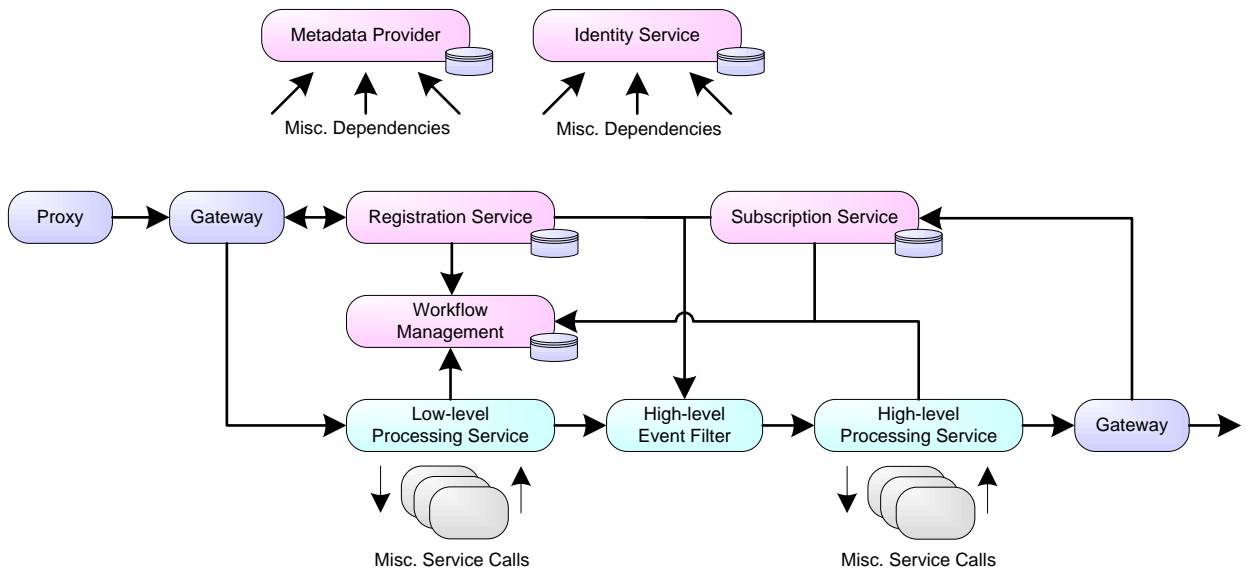 Metadata Provider
Identity Service
Misc. Dependencies
Misc. Dependencies
Proxy
Gateway
Registration Service
Subscription Service
Workflow
Management
Low-level
Processing Service
High-level
Event Filter
High-level
Processing Service
Gateway
Misc. Service Calls
Misc. Service Calls